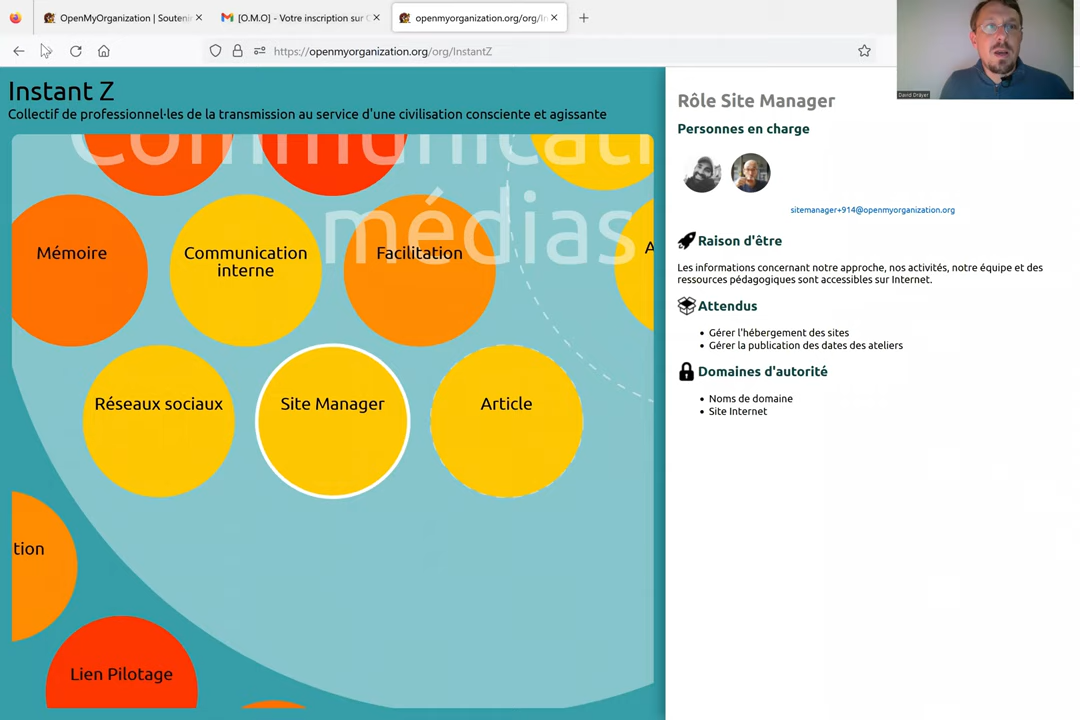 OpenMyOrganization | Souteni
[O.M.O] - Votre inscription sur
openmyorganization.org/org/In
https://openmyorganization.org/org/InstantZ
David Dräyer
Instant Z
Collectif de professionnel·les de la transmission au service d'une civilisation consciente et agissante
Communicati
médias
Mémoire
Communication
interne
Facilitation
A
Réseaux sociaux
Site Manager
Article
tion
Lien Pilotage
Rôle Site Manager
Personnes en charge
sitemanager+914@openmyorganization.org
Raison d'être
Les informations concernant notre approche, nos activités, notre équipe et des
ressources pédagogiques sont accessibles sur Internet.
Attendus
Gérer l'hébergement des sites
Gérer la publication des dates des ateliers
Domaines d'autorité
Noms de domaine
Site Internet